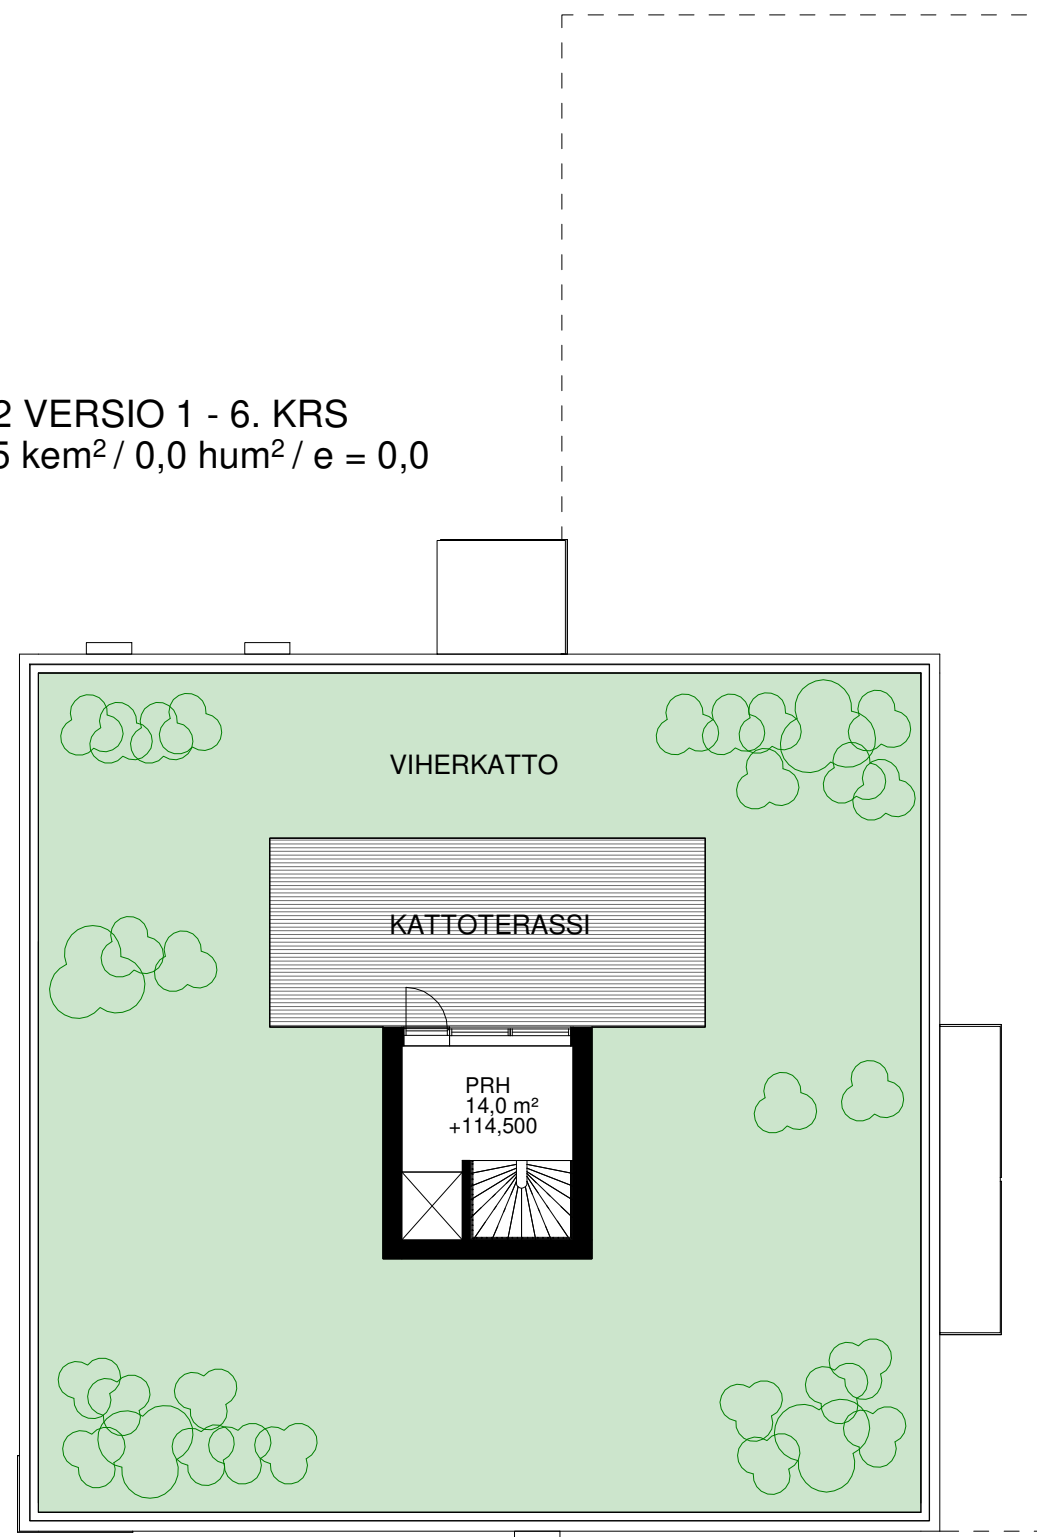 2 VERSIO 1 - 6. KRS
5 kem² / 0,0 hum² / e = 0,0
VIHERKATTO
KATTOTERASSI
PRH
14,0 m²
+114,500